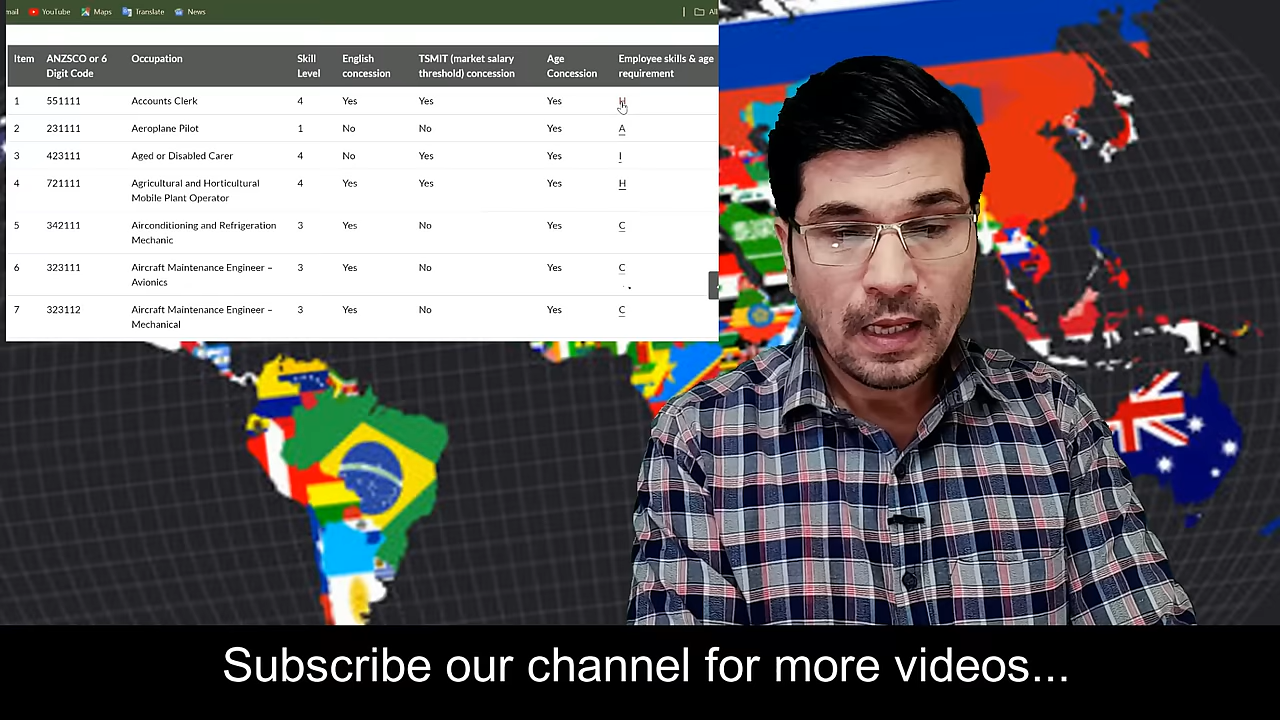 mail YouTube Maps Translate News All
Item ANZSCO or 6 Digit Code Occupation Skill Level English concession TSMIT (market salary threshold) concession Age Concession Employee skills & age requirement
1 551111 Accounts Clerk 4 Yes Yes Yes H
2 231111 Aeroplane Pilot 1 No No Yes A
3 423111 Aged or Disabled Carer 4 No Yes Yes I
4 721111 Agricultural and Horticultural Mobile Plant Operator 4 Yes Yes Yes H
5 342111 Airconditioning and Refrigeration Mechanic 3 Yes No Yes C
6 323111 Aircraft Maintenance Engineer – Avionics 3 Yes No Yes C
7 323112 Aircraft Maintenance Engineer – Mechanical 3 Yes No Yes C
Subscribe our channel for more videos...